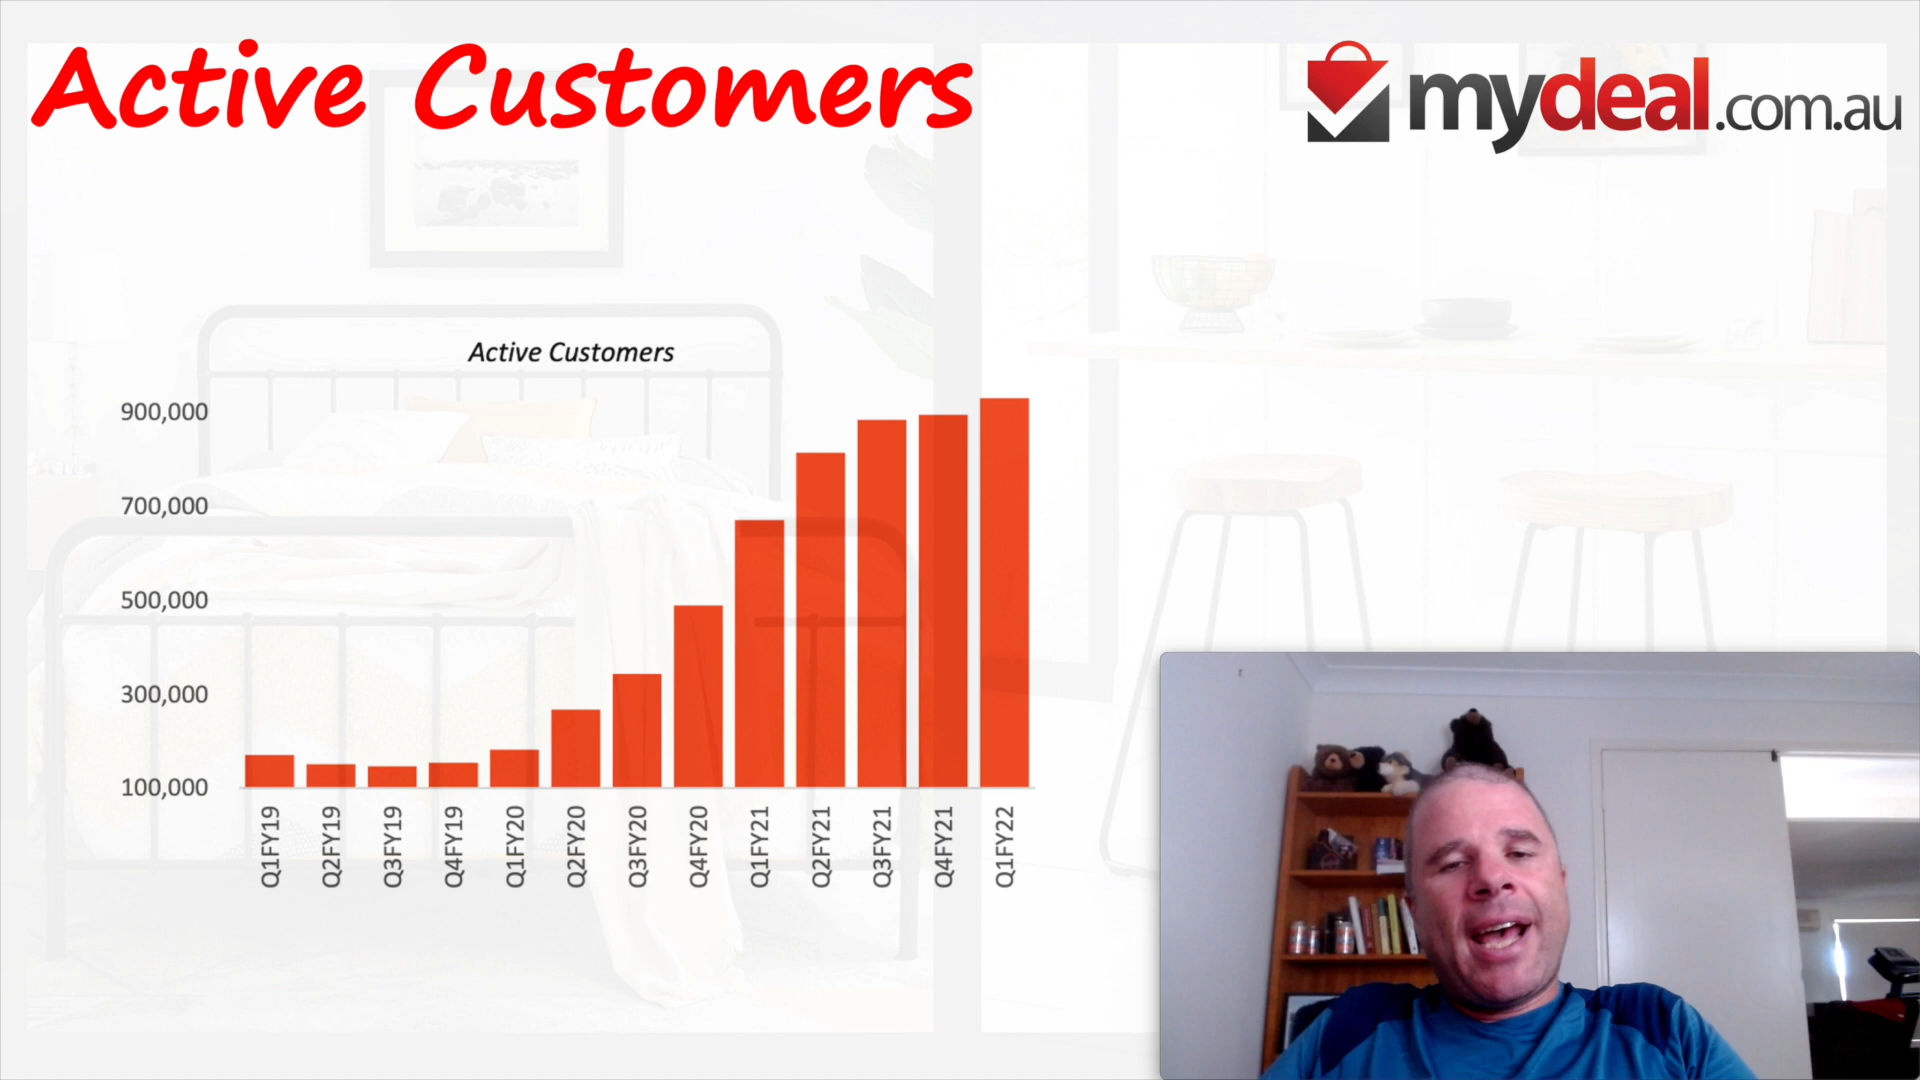 Active Customers
mydeal.com.au
Active Customers
900,000
700,000
500,000
300,000
100,000
Q1FY19
Q2FY19
Q3FY19
Q4FY19
Q1FY20
Q2FY20
Q3FY20
Q4FY20
Q1FY21
Q2FY21
Q3FY21
Q4FY21
Q1FY22